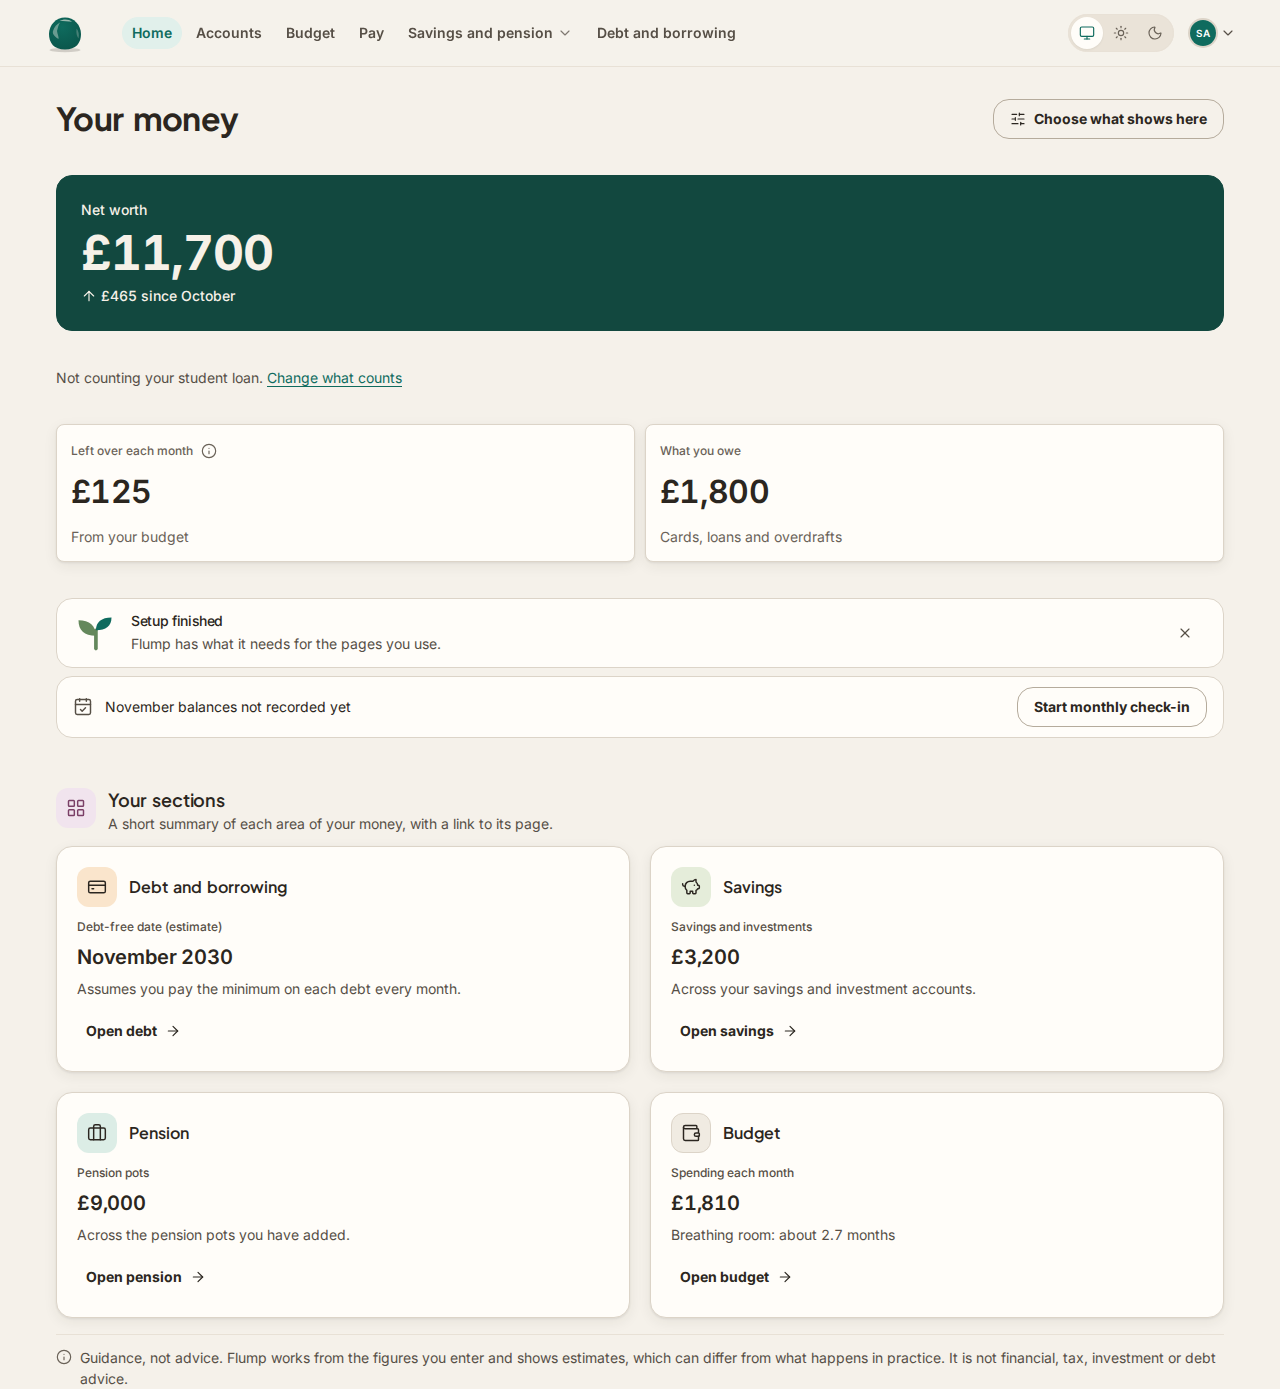 Home
Accounts
Budget
Pay
Savings and pension
Debt and borrowing
SA
Your money
Choose what shows here
Net worth
£11,700
£465 since October
Not counting your student loan. Change what counts
Left over each month
£125
From your budget
What you owe
£1,800
Cards, loans and overdrafts
Setup finished
Flump has what it needs for the pages you use.
November balances not recorded yet
Start monthly check-in
Your sections
A short summary of each area of your money, with a link to its page.
Debt and borrowing
Debt-free date (estimate)
November 2030
Assumes you pay the minimum on each debt every month.
Open debt
Savings
Savings and investments
£3,200
Across your savings and investment accounts.
Open savings
Pension
Pension pots
£9,000
Across the pension pots you have added.
Open pension
Budget
Spending each month
£1,810
Breathing room: about 2.7 months
Open budget
Guidance, not advice. Flump works from the figures you enter and shows estimates, which can differ from what happens in practice. It is not financial, tax, investment or debt
advice.